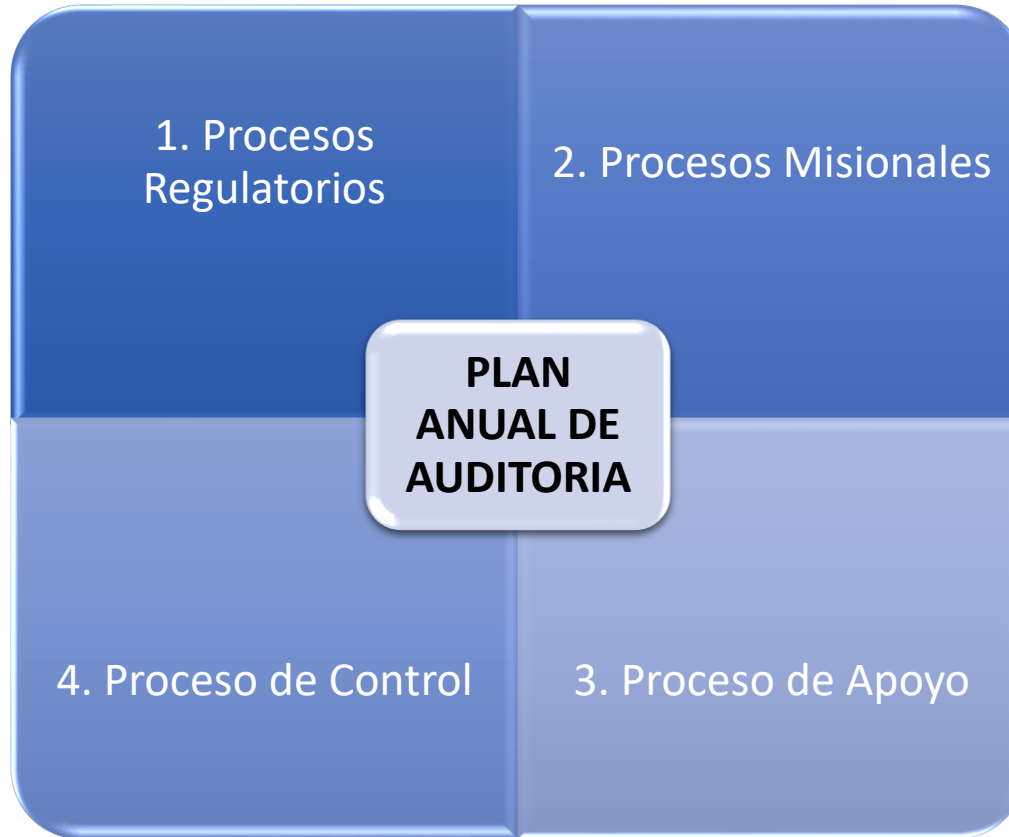 1. Procesos
Regulatorios
2. Procesos Misionales
PLAN
ANUAL DE
AUDITORIA
4. Proceso de Control
3. Proceso de Apoyo